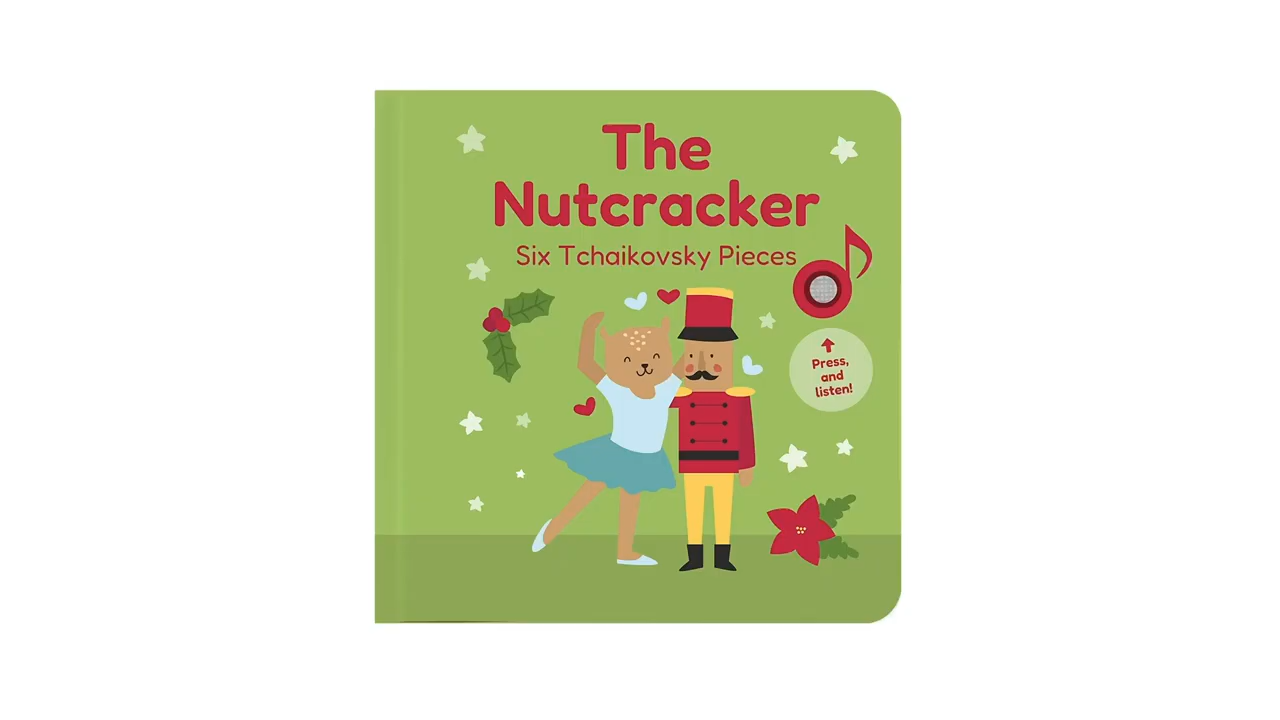 The
Nutcracker
Six Tchaikovsky Pieces
Press,
and
listen!